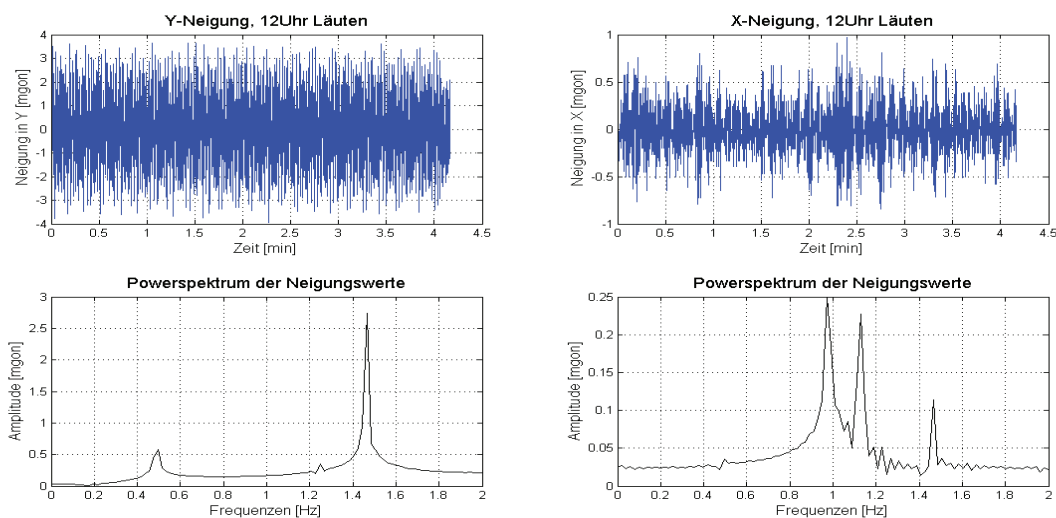 Y-Neigung, 12Uhr Läuten
Neigung in Y [mgon]
4
3
2
1
0
-1
-2
-3
-4
0 0.5 1 1.5 2 2.5 3 3.5 4 4.5
Zeit [min]
X-Neigung, 12Uhr Läuten
Neigung in X [mgon]
1
0.5
0
-0.5
-1
0 0.5 1 1.5 2 2.5 3 3.5 4 4.5
Zeit [min]
Powerspektrum der Neigungswerte
Amplitude [mgon]
3
2.5
2
1.5
1
0.5
0
0 0.2 0.4 0.6 0.8 1 1.2 1.4 1.6 1.8 2
Frequenzen [Hz]
Powerspektrum der Neigungswerte
Amplitude [mgon]
0.25
0.2
0.15
0.1
0.05
0
0 0.2 0.4 0.6 0.8 1 1.2 1.4 1.6 1.8 2
Frequenzen [Hz]